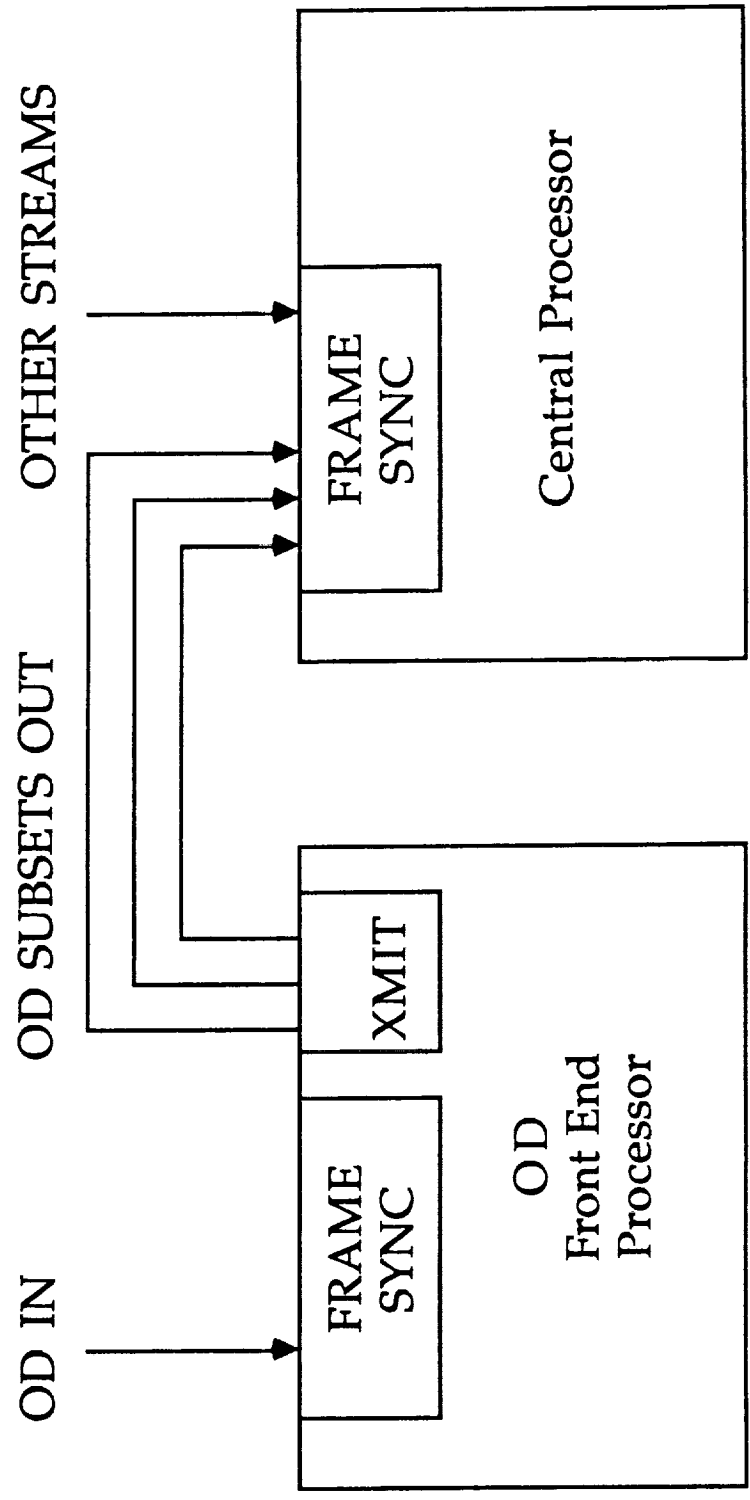 OD IN
OD SUBSETS OUT
OTHER STREAMS
FRAME
SYNC
XMIT
OD
Front End
Processor
FRAME
SYNC
Central Processor